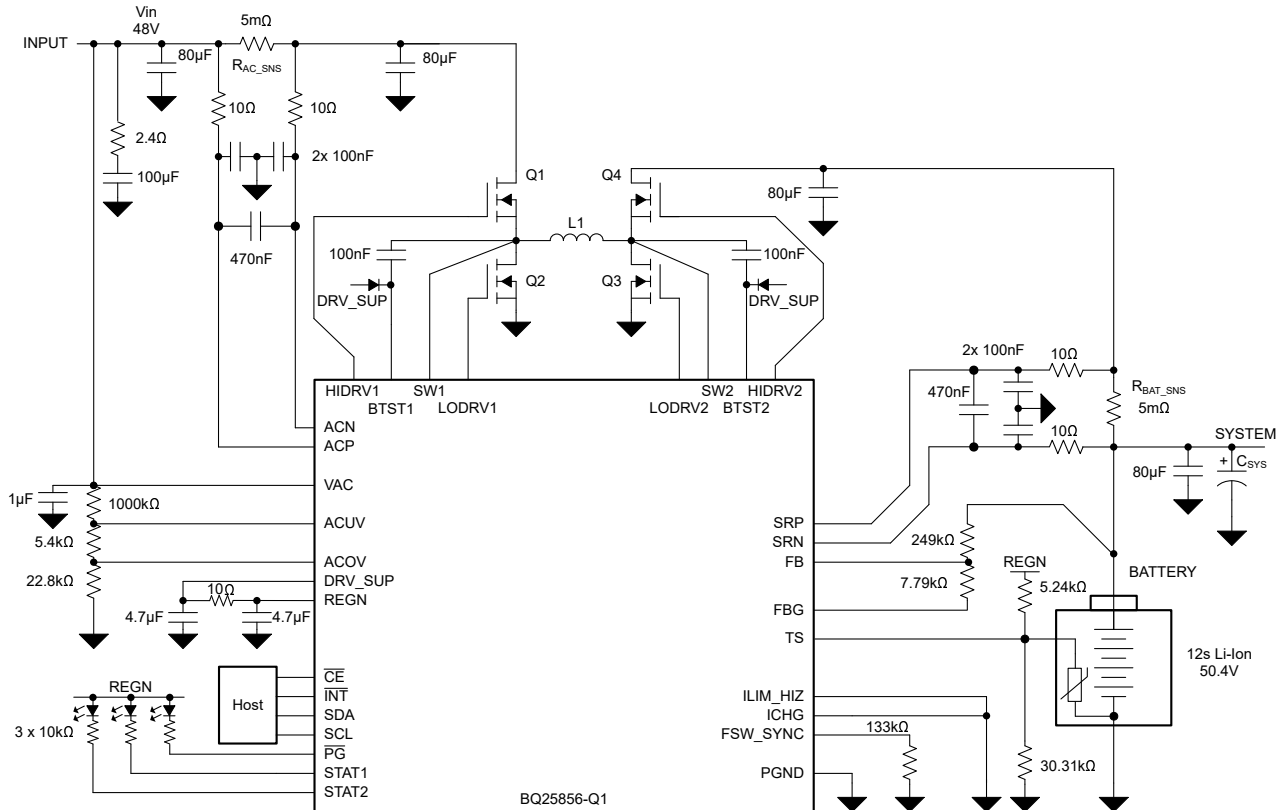 Vin
48V
5mΩ
INPUT
80µF
R_AC_SNS
80µF
10Ω
10Ω
2.4Ω
100µF
2x 100nF
470nF
Q1
Q4
80µF
L1
100nF
100nF
Q2
Q3
DRV_SUP
DRV_SUP
HIDRV1
BTST1
SW1
LODRV1
LODRV2
SW2
BTST2
HIDRV2
2x 100nF
10Ω
470nF
R_BAT_SNS
5mΩ
10Ω
SYSTEM
80µF
+ C_SYS
ACN
ACP
VAC
1µF
1000kΩ
ACUV
5.4kΩ
ACOV
22.8kΩ
DRV_SUP
10Ω
REGN
4.7µF
4.7µF
SRP
SRN
249kΩ
FB
7.79kΩ
FBG
REGN
5.24kΩ
BATTERY
TS
12s Li-Ion
50.4V
Host
CE
INT
SDA
SCL
PG
STAT1
STAT2
REGN
3 x 10kΩ
ILIM_HIZ
ICHG
FSW_SYNC
133kΩ
PGND
30.31kΩ
BQ25856-Q1